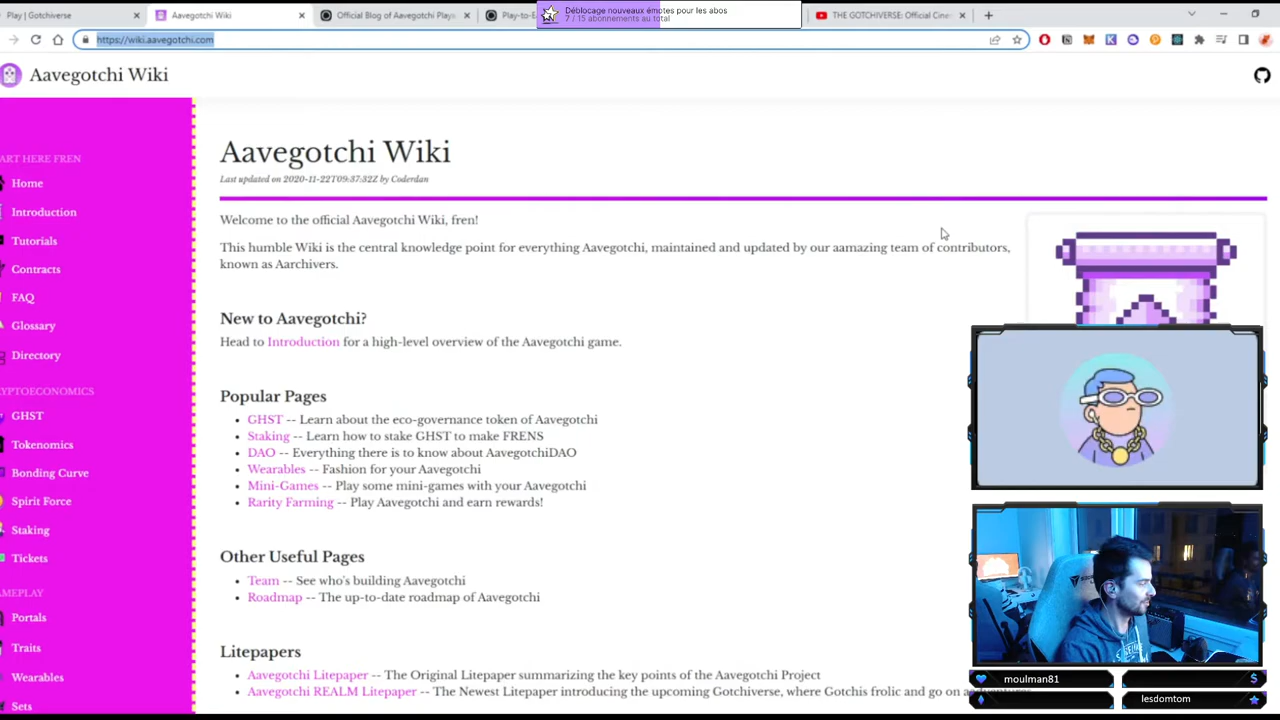 Play | Gotchiverse
Aavegotchi Wiki
Official Blog of Aavegotchi Plays
Play-to-E
Déblocage nouveaux émotes pour les abos
7 / 15 abonnements au total
THE GOTCHIVERSE: Official Cine
https://wiki.aavegotchi.com
Aavegotchi Wiki
ART HERE FREN
Home
Introduction
Tutorials
Contracts
FAQ
Glossary
Directory
YPTOECONOMICS
GHST
Tokenomics
Bonding Curve
Spirit Force
Staking
Tickets
AMEPLAY
Portals
Traits
Wearables
Sets
Aavegotchi Wiki
Last updated on 2020-11-22T09:37:32Z by Coderdan
Welcome to the official Aavegotchi Wiki, fren!
This humble Wiki is the central knowledge point for everything Aavegotchi, maintained and updated by our aamazing team of contributors,
known as Aarchivers.
New to Aavegotchi?
Head to Introduction for a high-level overview of the Aavegotchi game.
Popular Pages
GHST -- Learn about the eco-governance token of Aavegotchi
Staking -- Learn how to stake GHST to make FRENS
DAO -- Everything there is to know about AavegotchiDAO
Wearables -- Fashion for your Aavegotchi
Mini-Games -- Play some mini-games with your Aavegotchi
Rarity Farming -- Play Aavegotchi and earn rewards!
Other Useful Pages
Team -- See who's building Aavegotchi
Roadmap -- The up-to-date roadmap of Aavegotchi
Litepapers
Aavegotchi Litepaper -- The Original Litepaper summarizing the key points of the Aavegotchi Project
Aavegotchi REALM Litepaper -- The Newest Litepaper introducing the upcoming Gotchiverse, where Gotchis frolic and go on
moulman81
lesdomtom